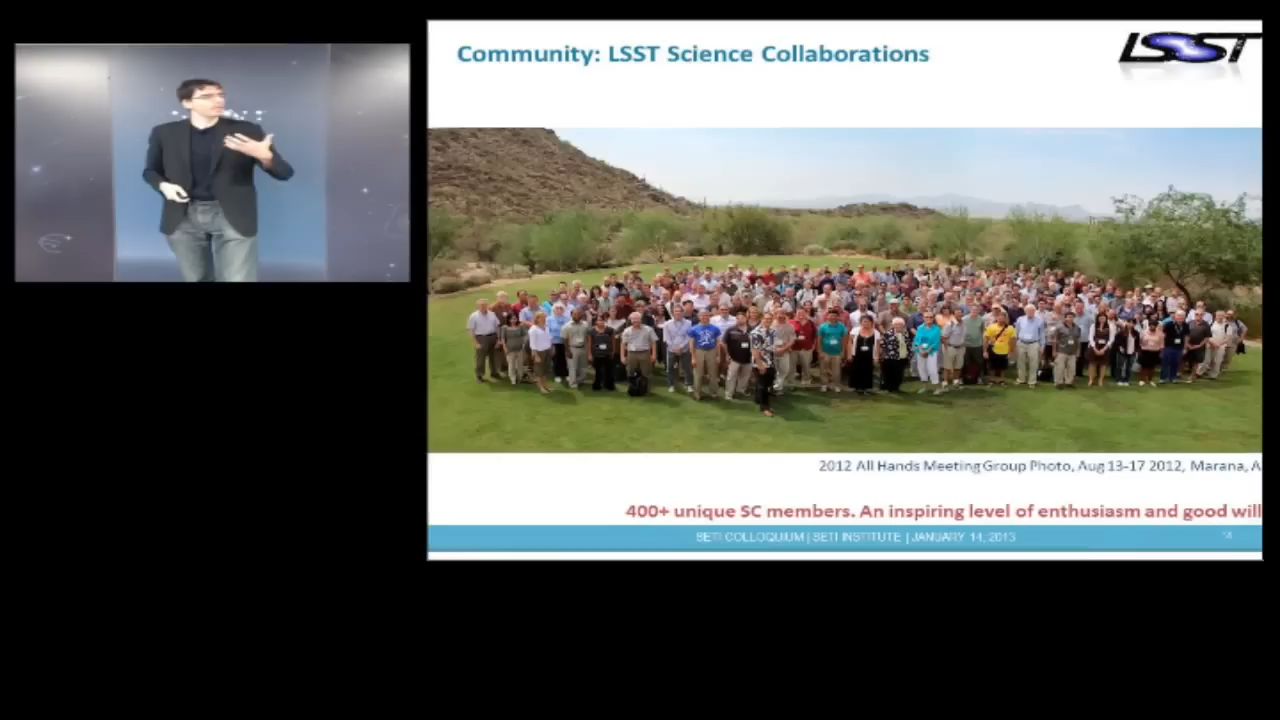 Community: LSST Science Collaborations
LSST
2012 All Hands Meeting Group Photo, Aug 13-17 2012, Marana, A
400+ unique SC members. An inspiring level of enthusiasm and good will
SETI COLLOQUIUM | SETI INSTITUTE | JANUARY 14, 2013